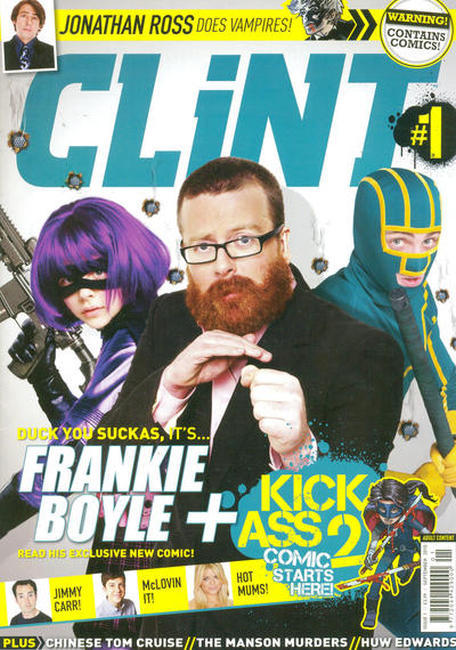 JONATHAN ROSS DOES VAMPIRES!
WARNING!
CONTAINS
COMICS!
CLiNT
#1
DUCK YOU SUCKAS, IT'S...
FRANKIE
BOYLE +
READ HIS EXCLUSIVE NEW COMIC!
KICK
ASS 2
COMIC
STARTS
HERE!
ADULT CONTENT
JIMMY
CARR!
McLOVIN
IT!
HOT
MUMS!
PLUS CHINESE TOM CRUISE // THE MANSON MURDERS // HUW EDWARDS